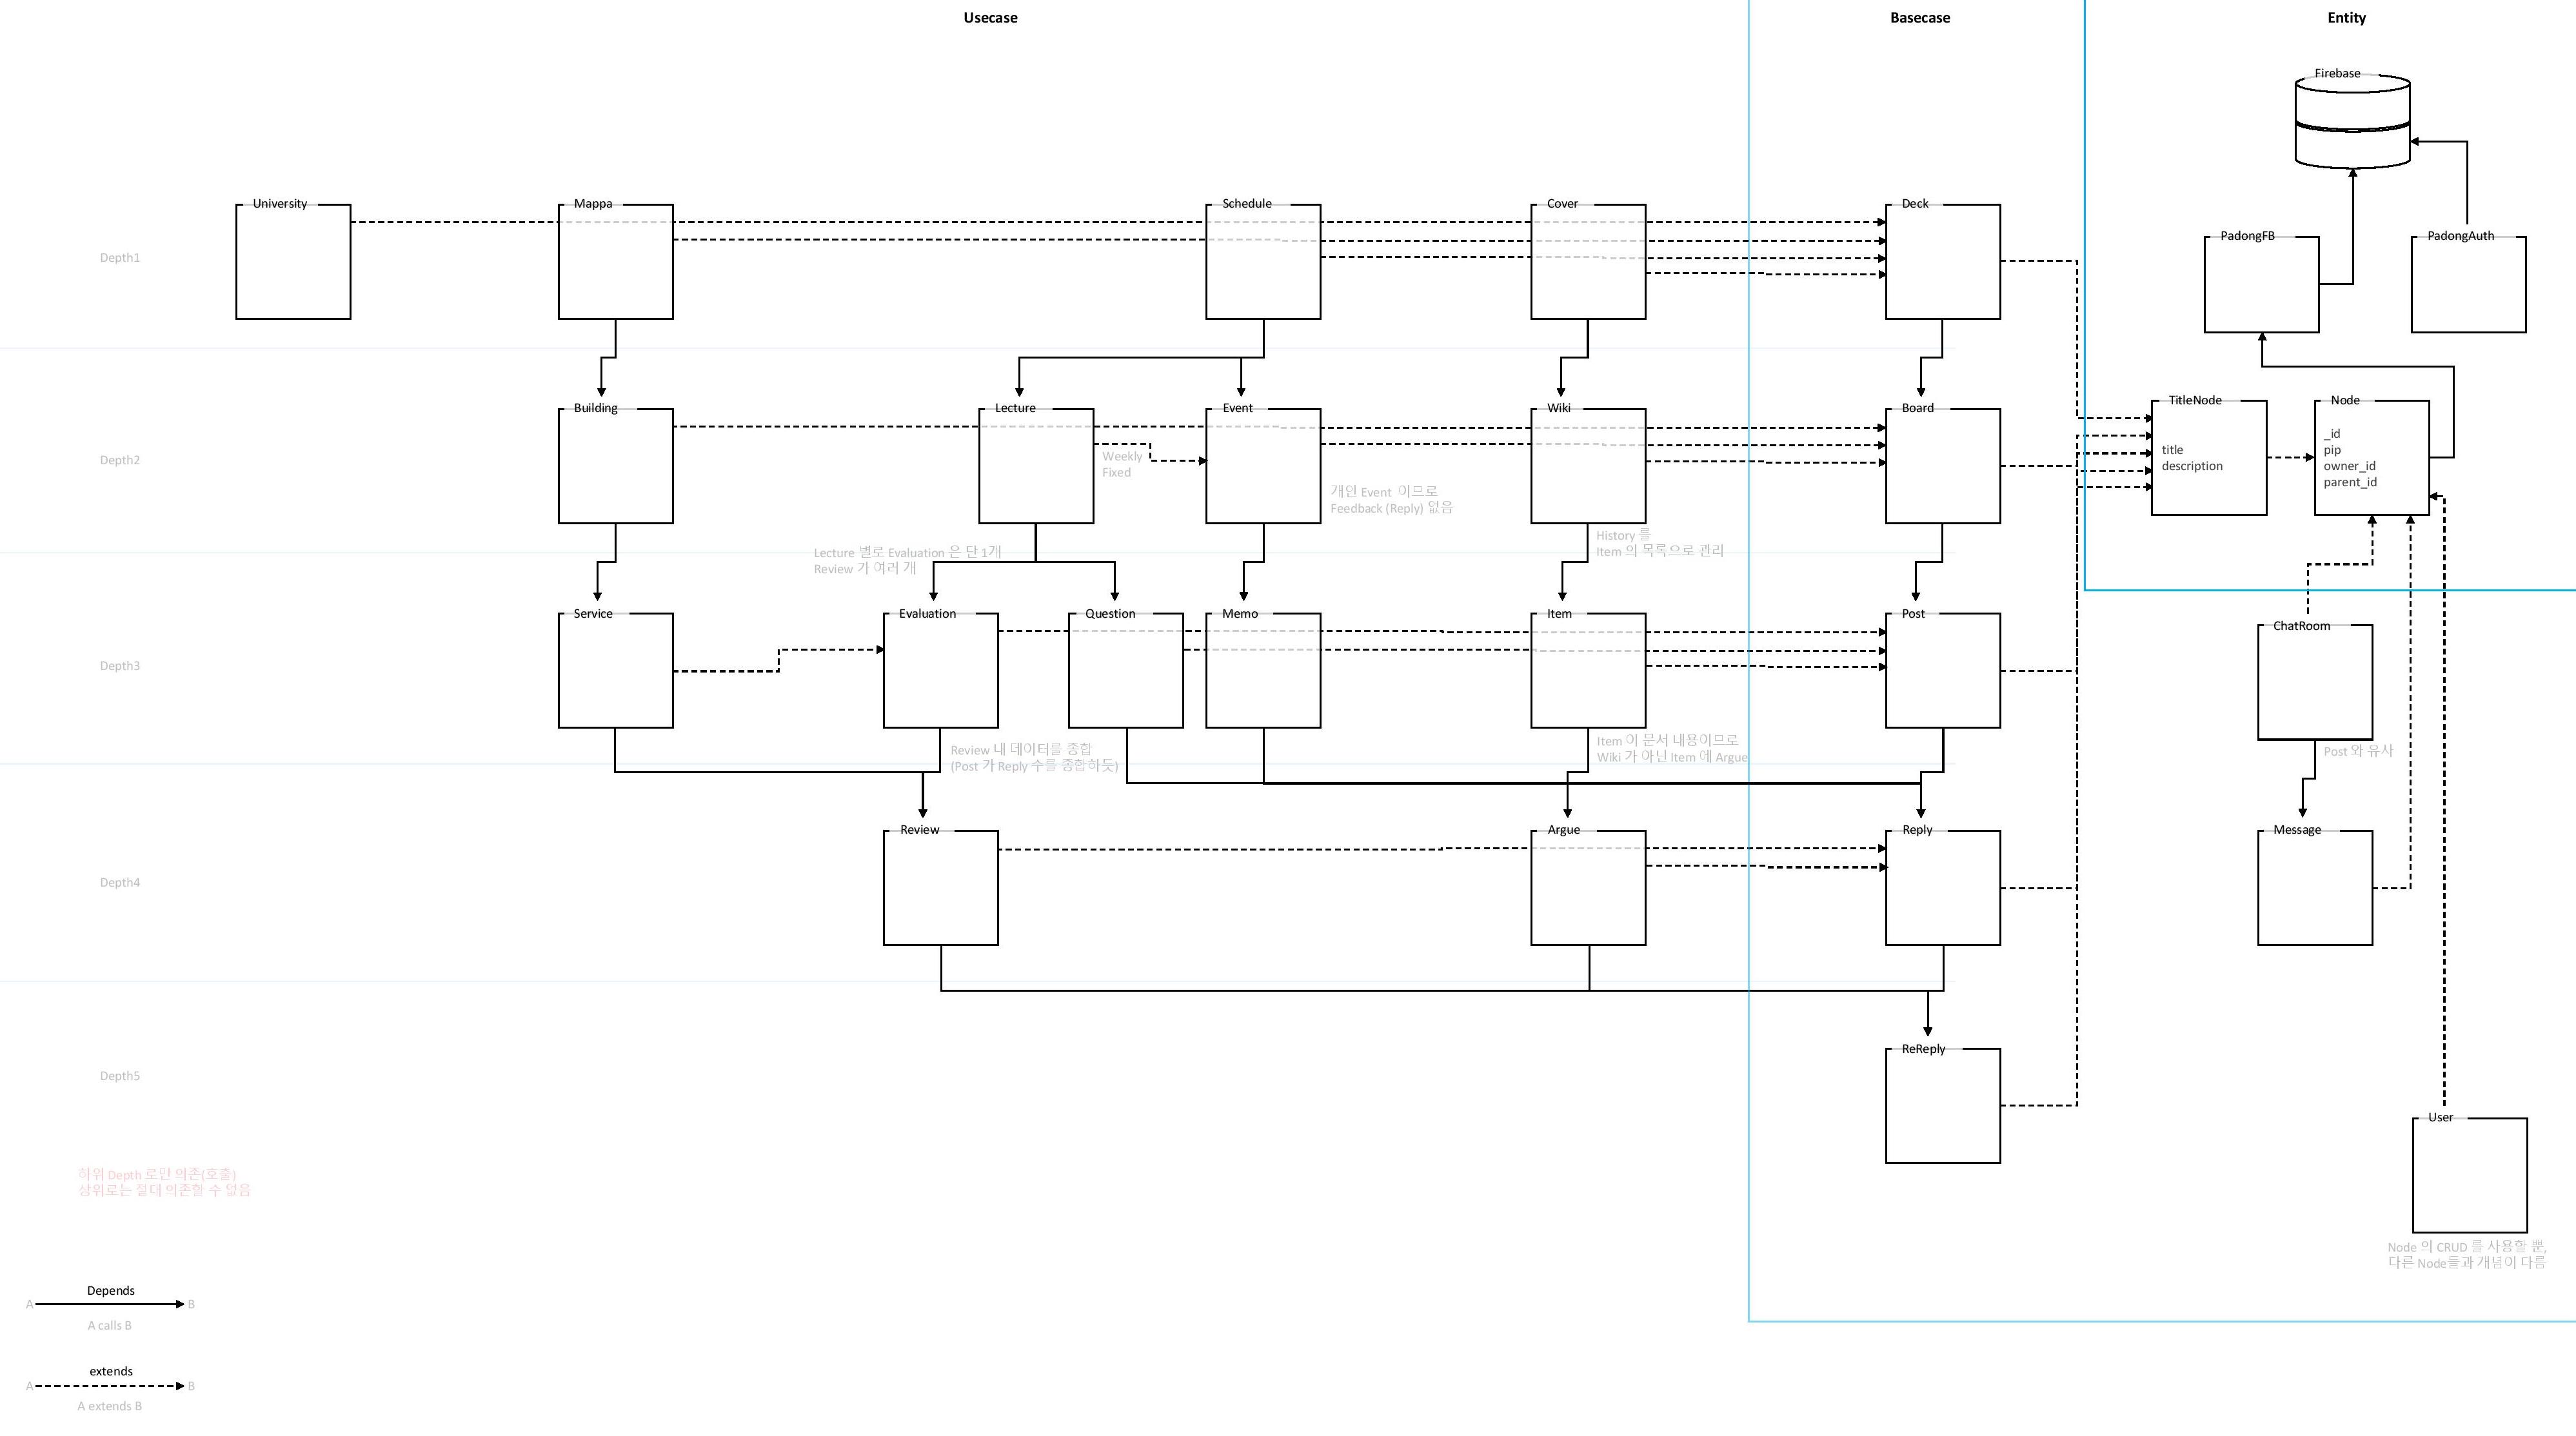 Usecase
Basecase
Entity
Firebase
University
Mappa
Schedule
Cover
Deck
PadongFB
PadongAuth
Depth1
Building
Lecture
Event
Wiki
Board
TitleNode
Node
Weekly
Fixed
title
description
_id
pip
owner_id
parent_id
Depth2
개인 Event 이므로
Feedback (Reply) 없음
History 를
Item 의 목록으로 관리
Lecture 별로 Evaluation 은 단 1개
Review 가 여러 개
Service
Evaluation
Question
Memo
Item
Post
ChatRoom
Depth3
Review 내 데이터를 종합
(Post 가 Reply 수를 종합하듯)
Item 이 문서 내용이므로
Wiki 가 아닌 Item 에 Argue
Post 와 유사
Review
Argue
Reply
Message
Depth4
ReReply
Depth5
User
하위 Depth 로만 의존(호출)
상위로는 절대 의존할 수 없음
Node 의 CRUD 를 사용할 뿐,
다른 Node들과 개념이 다름
Depends
A B
A calls B
extends
A B
A extends B